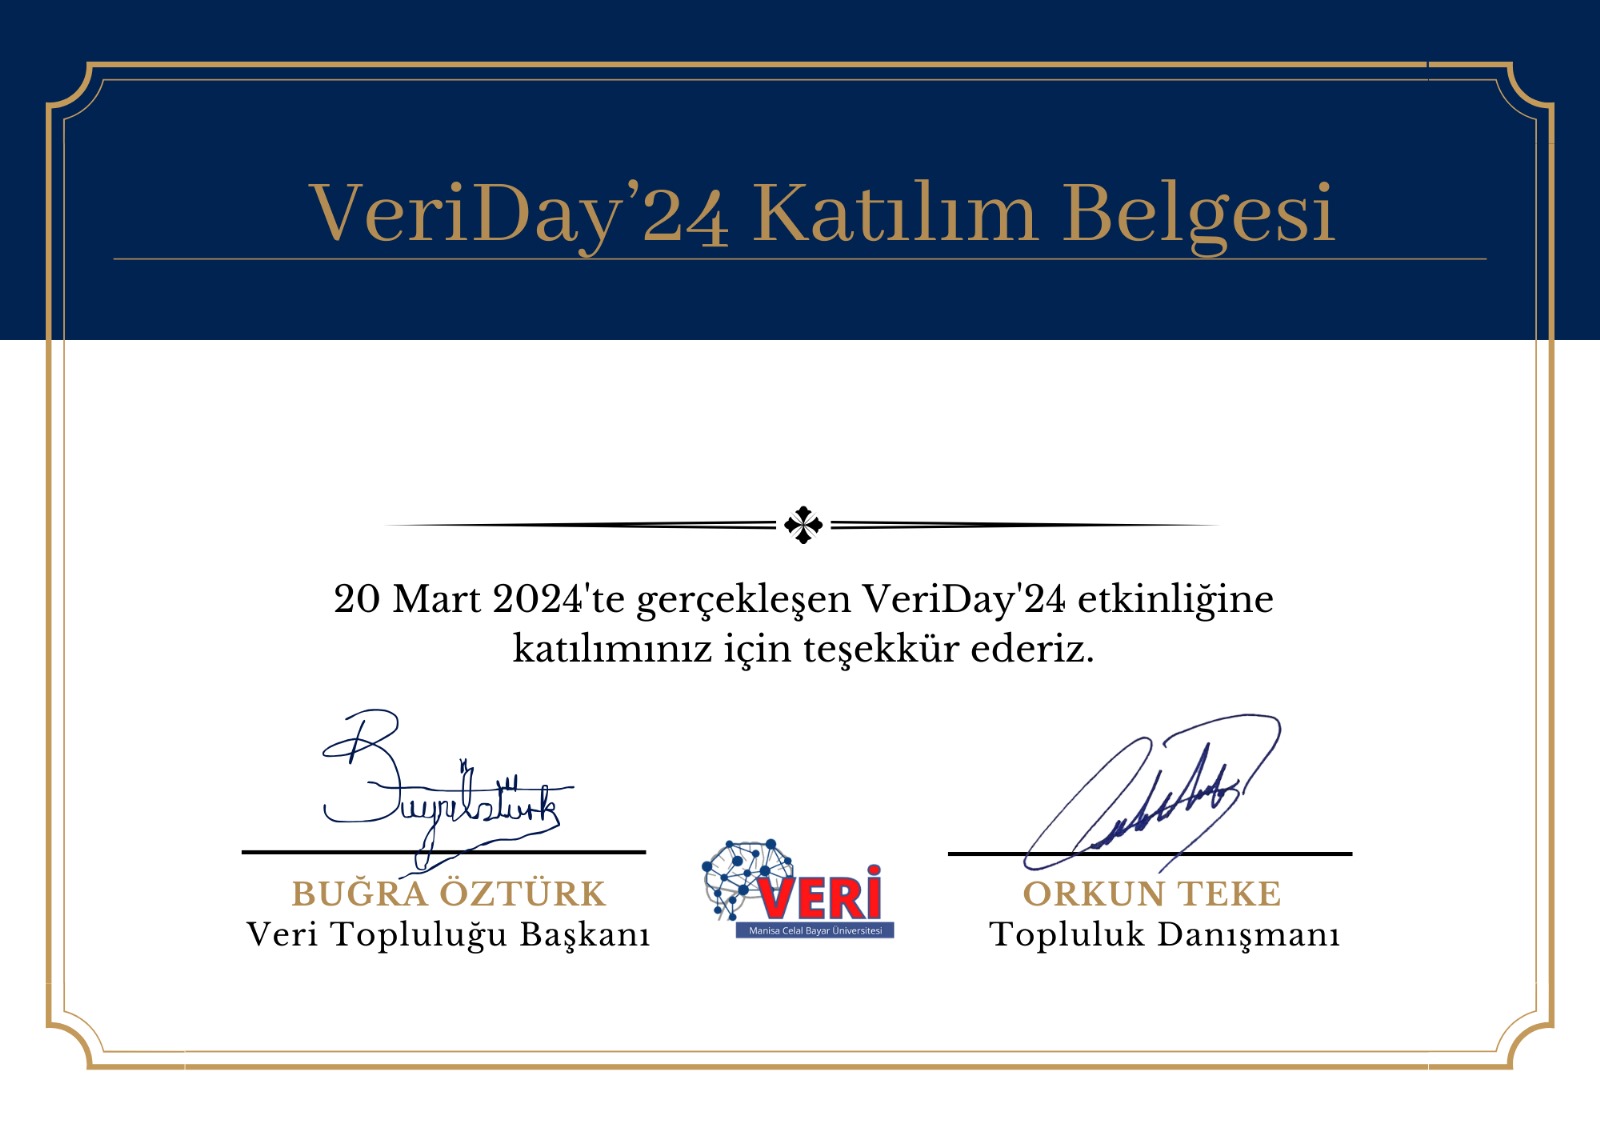 VeriDay’24 Katılım Belgesi
20 Mart 2024'te gerçekleşen VeriDay'24 etkinliğine
katılımınız için teşekkür ederiz.
BUĞRA ÖZTÜRK
Veri Topluluğu Başkanı
VERİ
Manisa Celal Bayar Üniversitesi
ORKUN TEKE
Topluluk Danışmanı